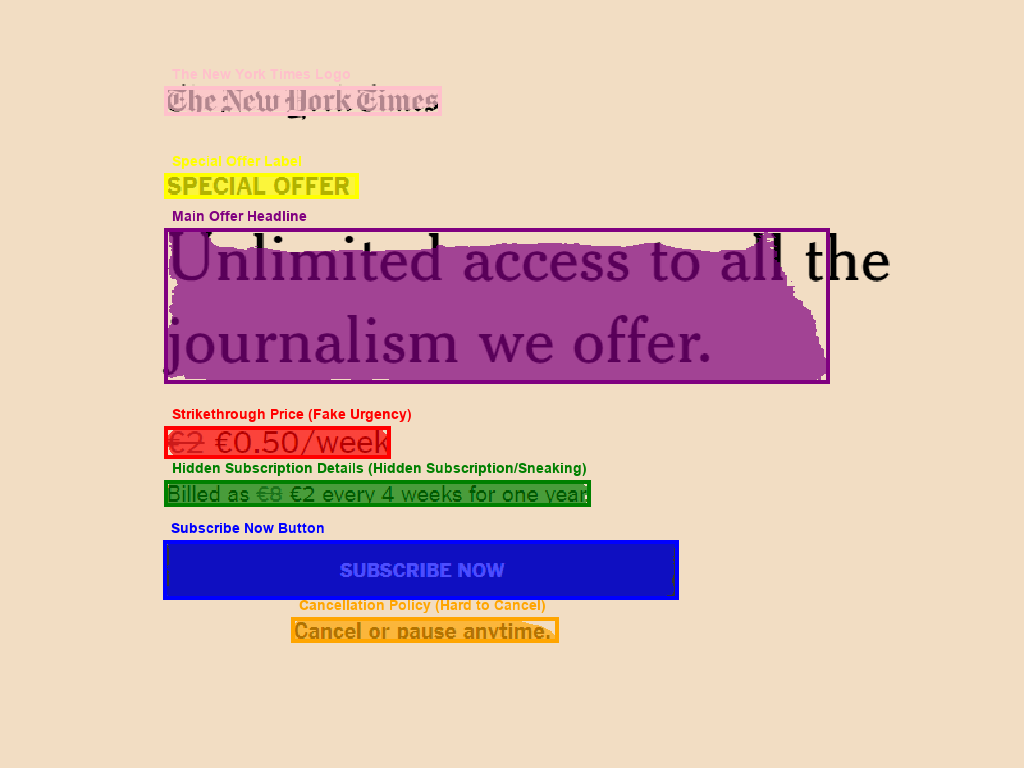 The New York Times Logo
The New York Times
Special Offer Label
SPECIAL OFFER
Main Offer Headline
Unlimited access to all the
journalism we offer.
Strikethrough Price (Fake Urgency)
€2 €0.50/week
Hidden Subscription Details (Hidden Subscription/Sneaking)
Billed as €8 €2 every 4 weeks for one year
Subscribe Now Button
SUBSCRIBE NOW
Cancellation Policy (Hard to Cancel)
Cancel or pause anytime.